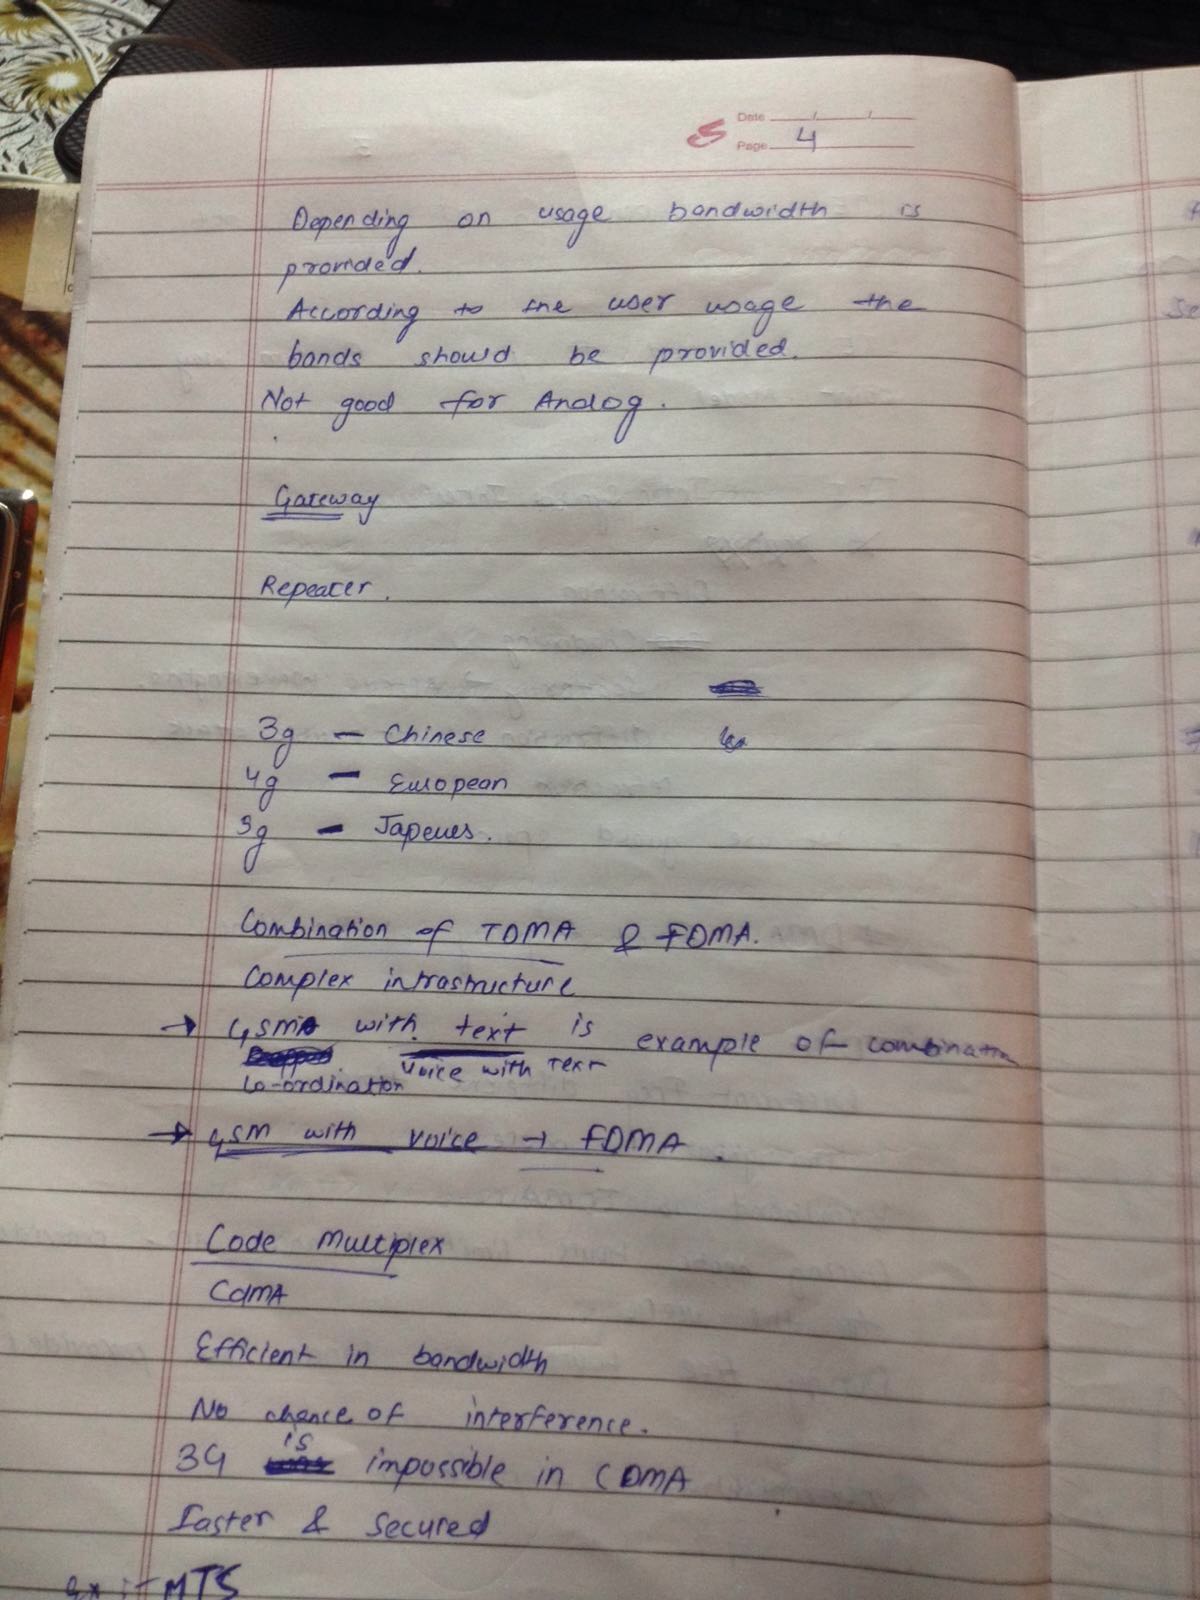 Date / /
Page 4
Depending on usage bandwidth is
provided.
According to the user usage the
bands should be provided.
Not good for Analog.
Gateway
Repeater.
3g - Chinese
4g - European
3g - Japenes.
Combination of TDMA & FDMA.
Complex intrastructure
→ GSM with text is example of combination
Voice with text
Co-ordination
→ GSM with voice → FDMA.
Code Multiplex
CdMA
Efficient in bandwidth
No chance of interference.
is
3G impossible in CDMA
Faster & Secured
Ex :- MTS